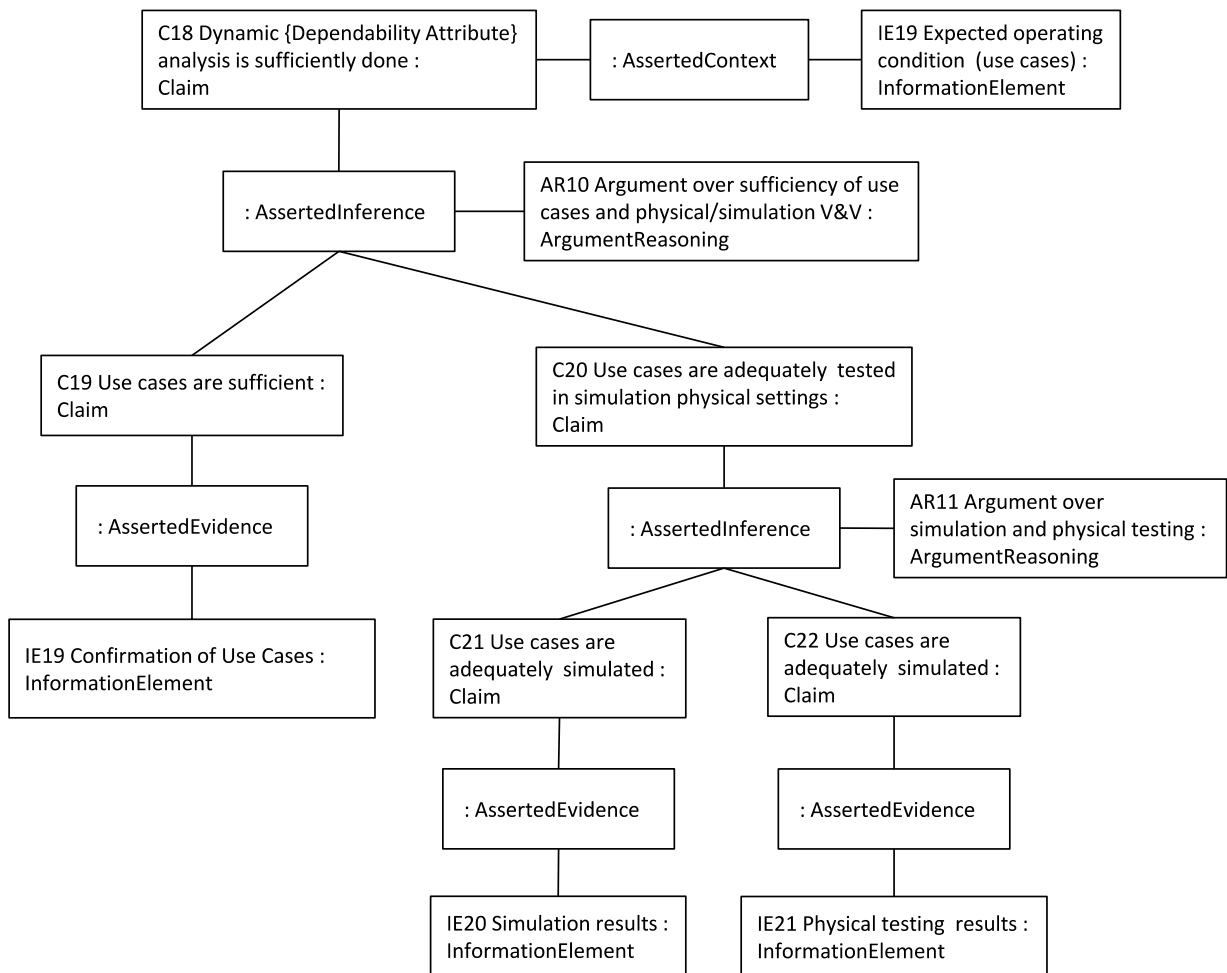 C18 Dynamic {Dependability Attribute}
analysis is sufficiently done :
Claim
: AssertedContext
IE19 Expected operating
condition (use cases) :
InformationElement
: AssertedInference
AR10 Argument over sufficiency of use
cases and physical/simulation V&V :
ArgumentReasoning
C19 Use cases are sufficient :
Claim
C20 Use cases are adequately tested
in simulation physical settings :
Claim
: AssertedEvidence
: AssertedInference
AR11 Argument over
simulation and physical testing :
ArgumentReasoning
IE19 Confirmation of Use Cases :
InformationElement
C21 Use cases are
adequately simulated :
Claim
C22 Use cases are
adequately simulated :
Claim
: AssertedEvidence
: AssertedEvidence
IE20 Simulation results :
InformationElement
IE21 Physical testing results :
InformationElement